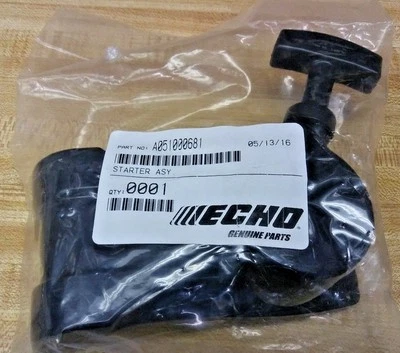 PART NO: A051000681 05/13/16
STARTER ASY
QTY: 0001
ECHO
GENUINE PARTS